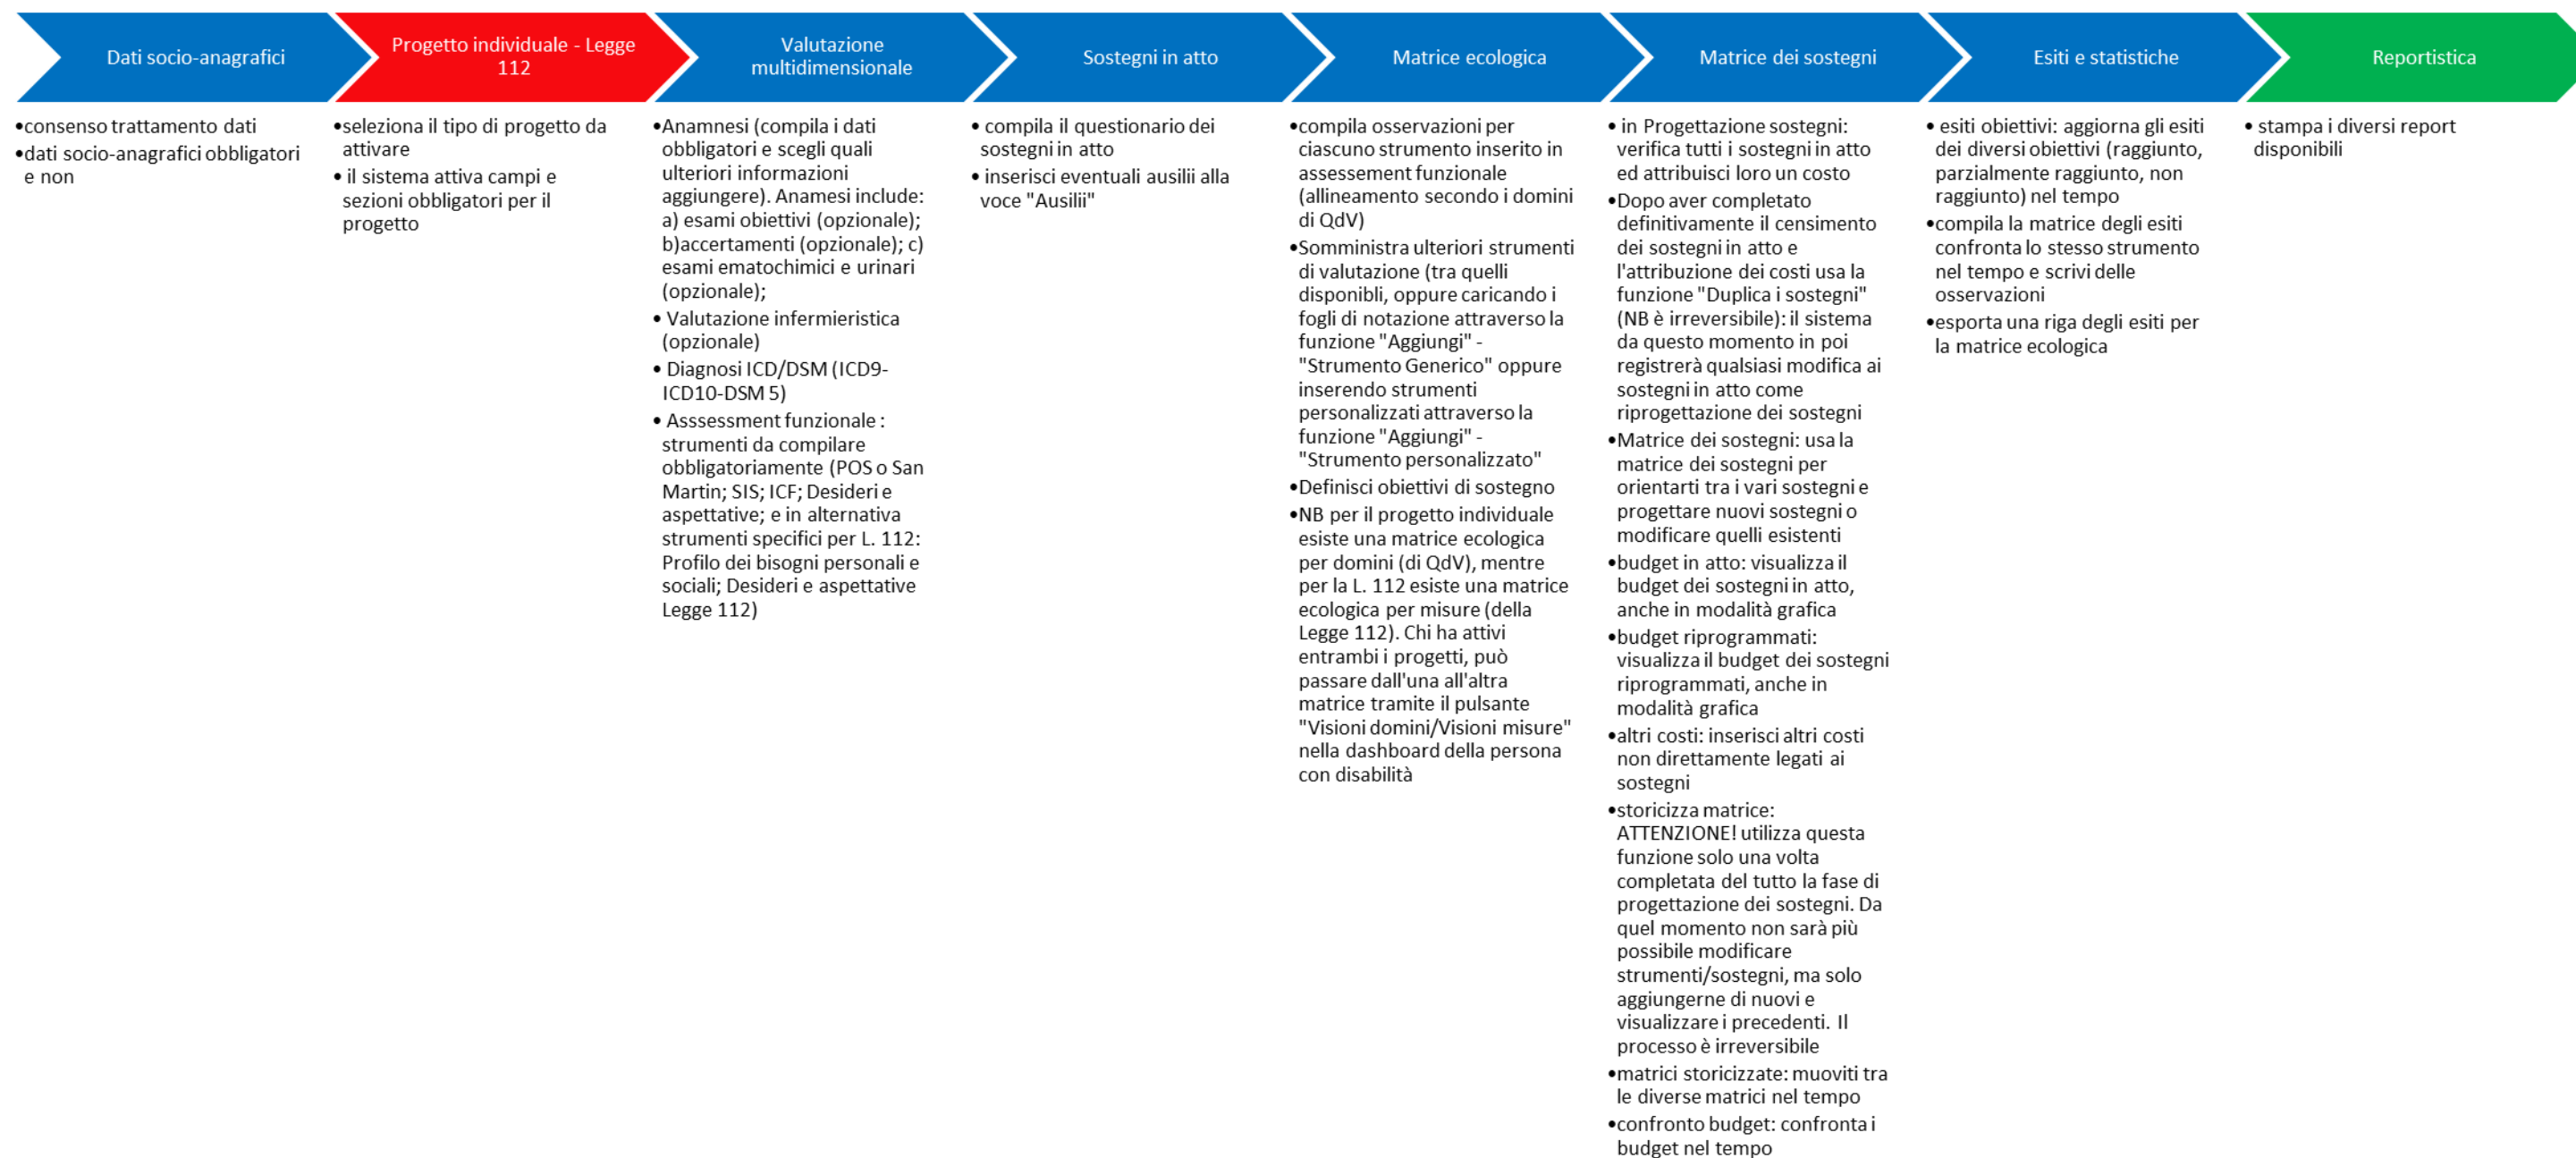 Dati socio-anagrafici
•consenso trattamento dati
•dati socio-anagrafici obbligatori
e non
Progetto individuale - Legge
112
•seleziona il tipo di progetto da
attivare
• il sistema attiva campi e
sezioni obbligatori per il
progetto
Valutazione
multidimensionale
•Anamnesi (compila i dati
obbligatori e scegli quali
ulteriori informazioni
aggiungere). Anamesi include:
a) esami obiettivi (opzionale);
b)accertamenti (opzionale); c)
esami ematochimici e urinari
(opzionale);
• Valutazione infermieristica
(opzionale)
• Diagnosi ICD/DSM (ICD9-
ICD10-DSM 5)
• Asssessment funzionale :
strumenti da compilare
obbligatoriamente (POS o San
Martin; SIS; ICF; Desideri e
aspettative; e in alternativa
strumenti specifici per L. 112:
Profilo dei bisogni personali e
sociali; Desideri e aspettative
Legge 112)
Sostegni in atto
• compila il questionario dei
sostegni in atto
• inserisci eventuali ausilii alla
voce "Ausilii"
Matrice ecologica
•compila osservazioni per
ciascuno strumento inserito in
assessement funzionale
(allineamento secondo i domini
di QdV)
•Somministra ulteriori strumenti
di valutazione (tra quelli
disponibli, oppure caricando i
fogli di notazione attraverso la
funzione "Aggiungi" -
"Strumento Generico" oppure
inserendo strumenti
personalizzati attraverso la
funzione "Aggiungi" -
"Strumento personalizzato"
•Definisci obiettivi di sostegno
•NB per il progetto individuale
esiste una matrice ecologica
per domini (di QdV), mentre
per la L. 112 esiste una matrice
ecologica per misure (della
Legge 112). Chi ha attivi
entrambi i progetti, può
passare dall'una all'altra
matrice tramite il pulsante
"Visioni domini/Visioni misure"
nella dashboard della persona
con disabilità
Matrice dei sostegni
• in Progettazione sostegni:
verifica tutti i sostegni in atto
ed attribuisci loro un costo
•Dopo aver completato
definitivamente il censimento
dei sostegni in atto e
l'attribuzione dei costi usa la
funzione "Duplica i sostegni"
(NB è irreversibile): il sistema
da questo momento in poi
registrerà qualsiasi modifica ai
sostegni in atto come
riprogettazione dei sostegni
•Matrice dei sostegni: usa la
matrice dei sostegni per
orientarti tra i vari sostegni e
progettare nuovi sostegni o
modificare quelli esistenti
•budget in atto: visualizza il
budget dei sostegni in atto,
anche in modalità grafica
•budget riprogrammati:
visualizza il budget dei sostegni
riprogrammati, anche in
modalità grafica
•altri costi: inserisci altri costi
non direttamente legati ai
sostegni
•storicizza matrice:
ATTENZIONE! utilizza questa
funzione solo una volta
completata del tutto la fase di
progettazione dei sostegni. Da
quel momento non sarà più
possibile modificare
strumenti/sostegni, ma solo
aggiungerne di nuovi e
visualizzare i precedenti. Il
processo è irreversibile
•matrici storicizzate: muoviti tra
le diverse matrici nel tempo
•confronto budget: confronta i
budget nel tempo
Esiti e statistiche
• esiti obiettivi: aggiorna gli esiti
dei diversi obiettivi (raggiunto,
parzialmente raggiunto, non
raggiunto) nel tempo
•compila la matrice degli esiti
confronta lo stesso strumento
nel tempo e scrivi delle
osservazioni
•esporta una riga degli esiti per
la matrice ecologica
Reportistica
• stampa i diversi report
disponibili